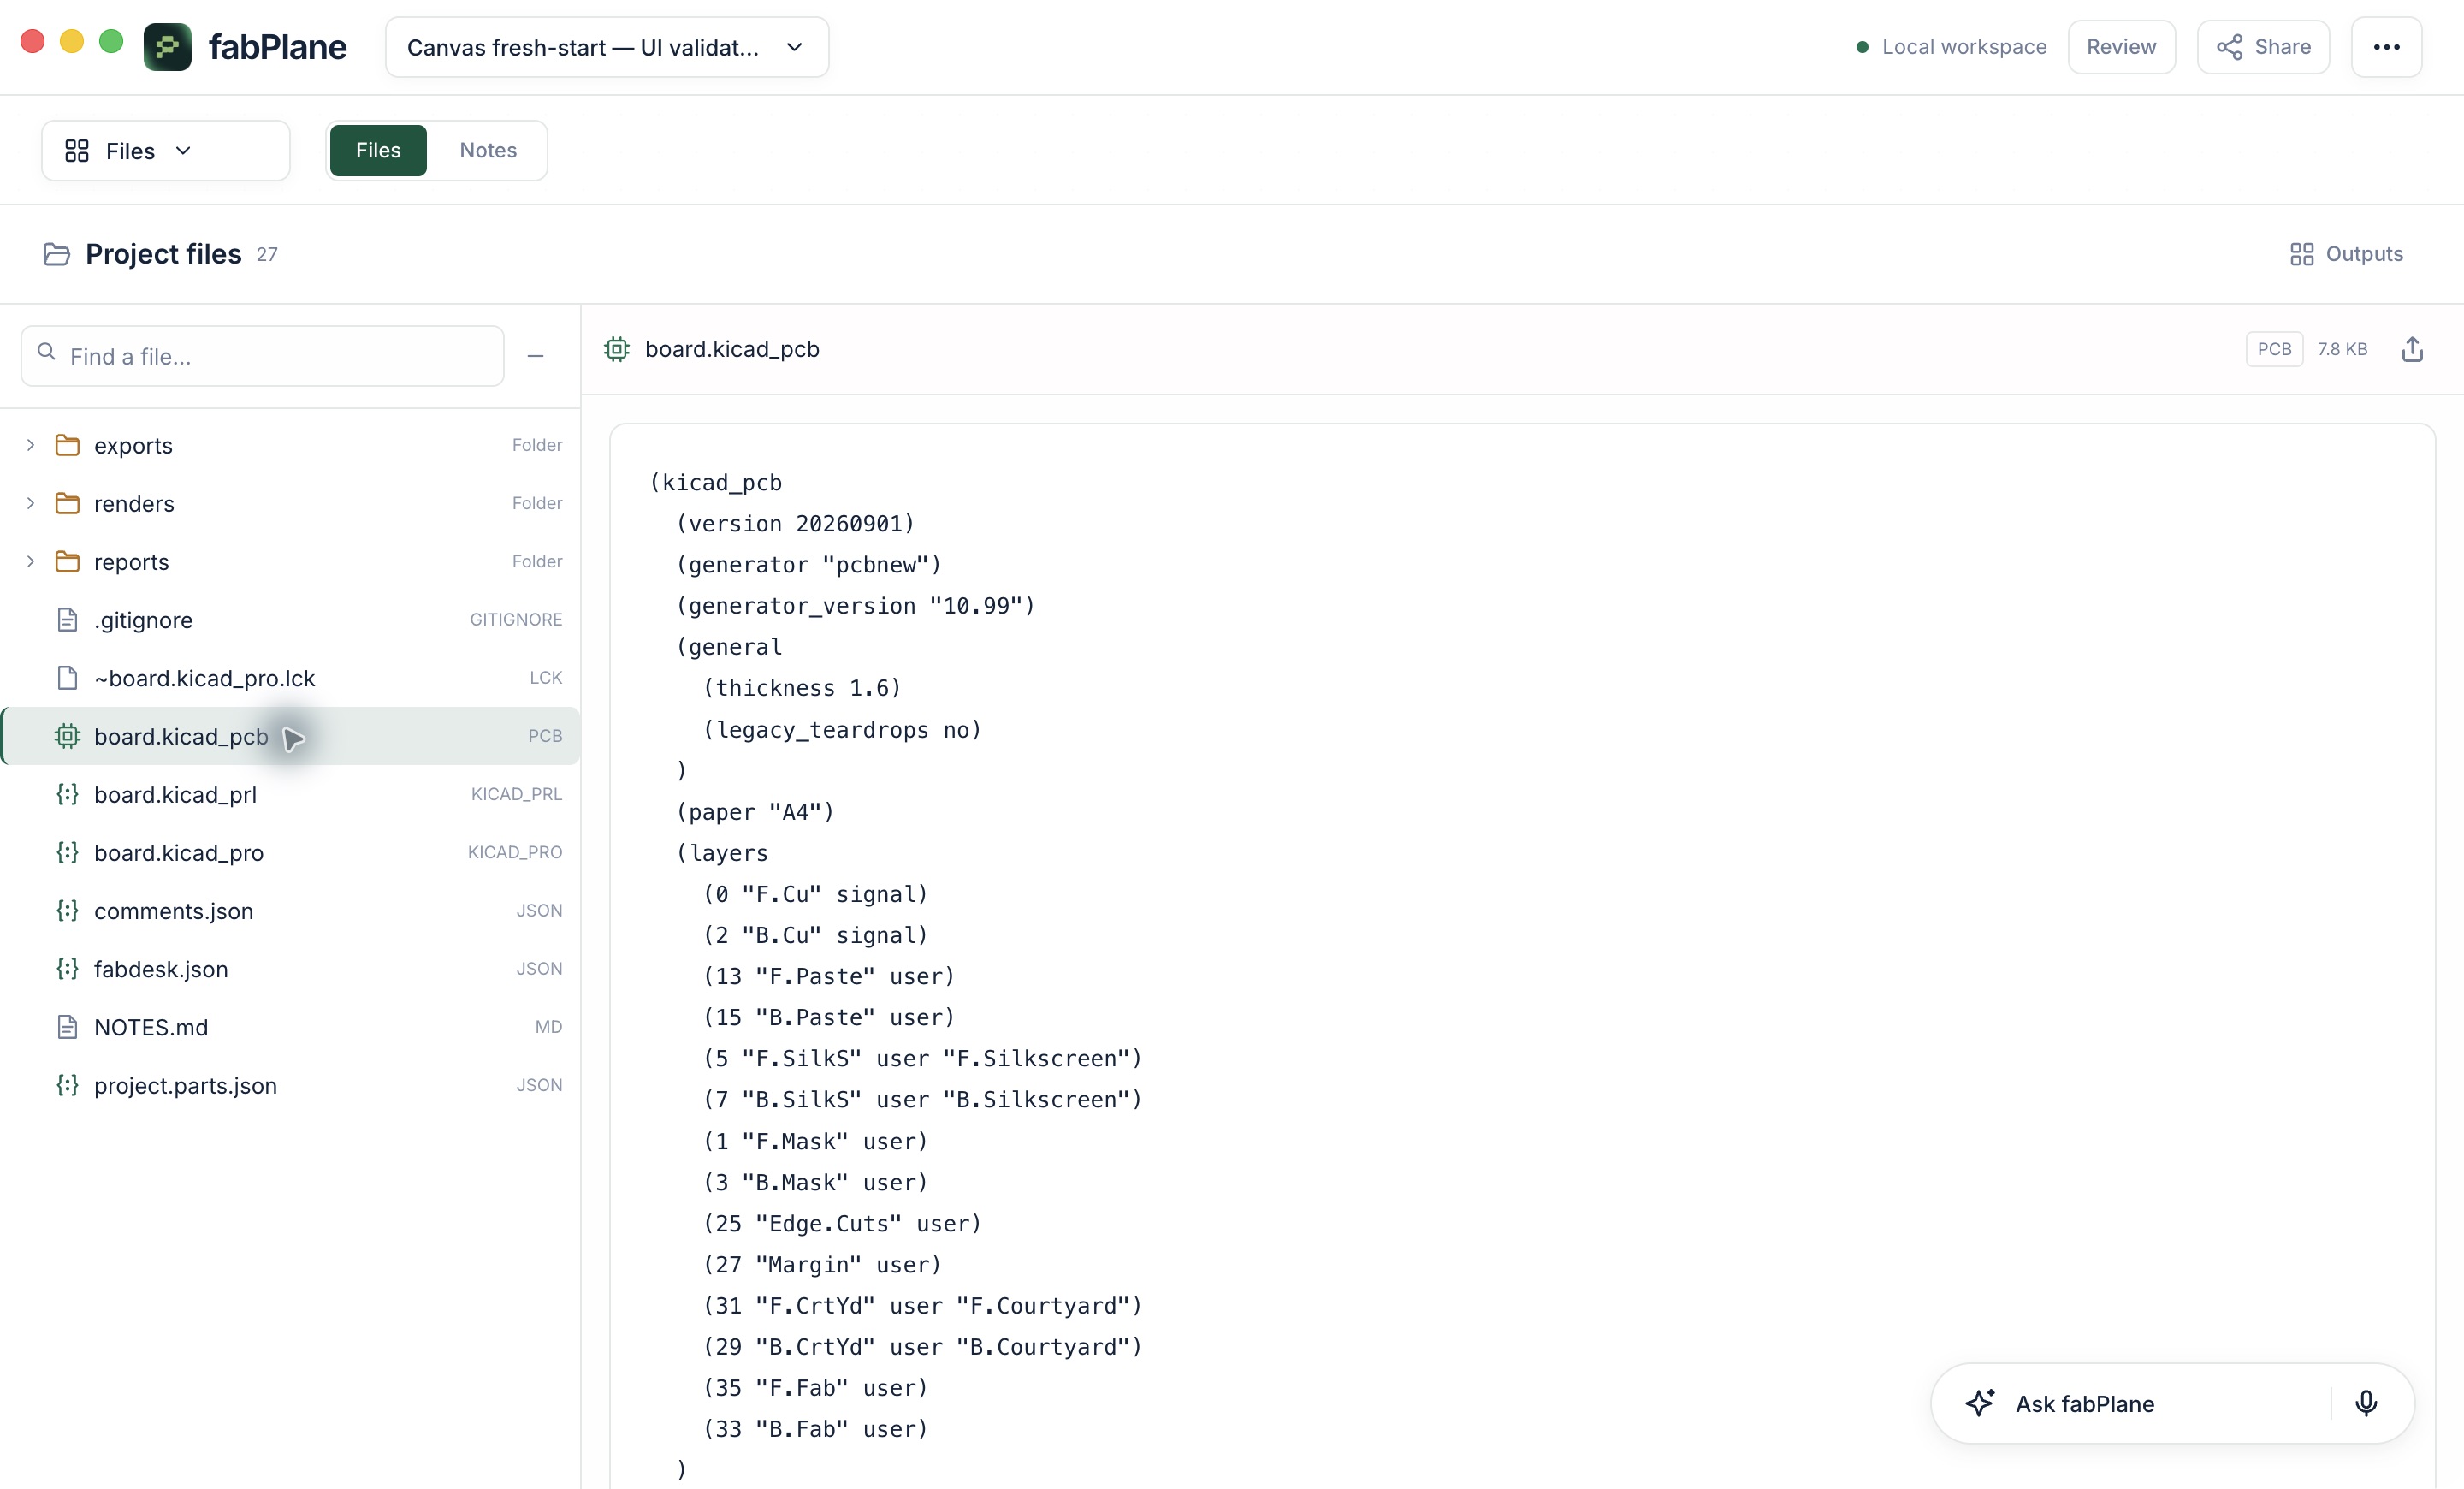 fabPlane
Canvas fresh-start — UI validat...
Local workspace
Review
Share
Files
Files
Notes
Project files 27
Outputs
Find a file...
exports Folder
renders Folder
reports Folder
.gitignore GITIGNORE
~board.kicad_pro.lck LCK
board.kicad_pcb PCB
board.kicad_prl KICAD_PRL
board.kicad_pro KICAD_PRO
comments.json JSON
fabdesk.json JSON
NOTES.md MD
project.parts.json JSON
board.kicad_pcb
PCB 7.8 KB
(kicad_pcb
(version 20260901)
(generator "pcbnew")
(generator_version "10.99")
(general
(thickness 1.6)
(legacy_teardrops no)
)
(paper "A4")
(layers
(0 "F.Cu" signal)
(2 "B.Cu" signal)
(13 "F.Paste" user)
(15 "B.Paste" user)
(5 "F.SilkS" user "F.Silkscreen")
(7 "B.SilkS" user "B.Silkscreen")
(1 "F.Mask" user)
(3 "B.Mask" user)
(25 "Edge.Cuts" user)
(27 "Margin" user)
(31 "F.CrtYd" user "F.Courtyard")
(29 "B.CrtYd" user "B.Courtyard")
(35 "F.Fab" user)
(33 "B.Fab" user)
)
Ask fabPlane